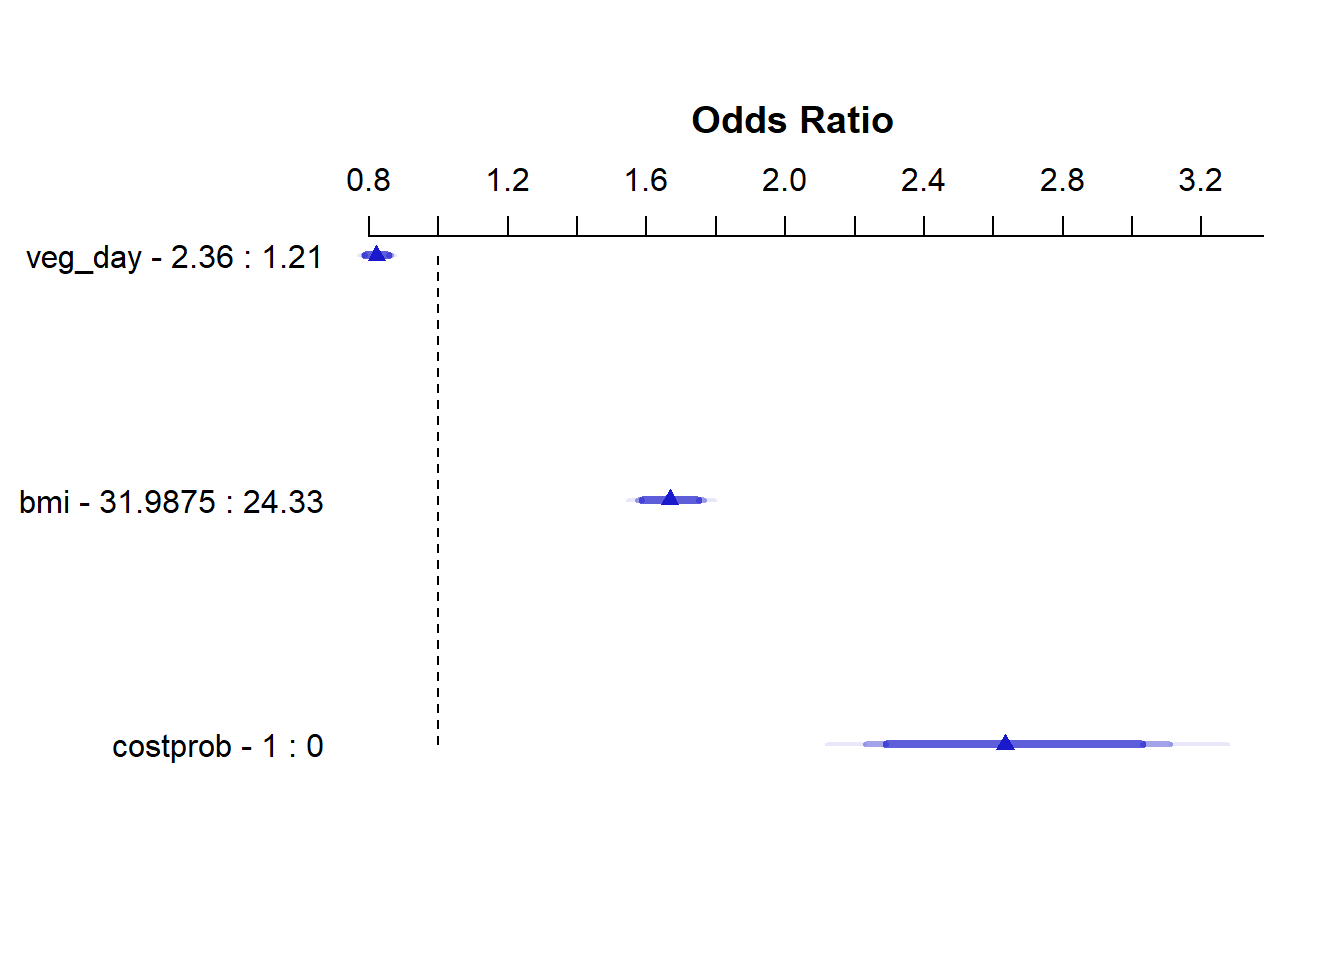 Odds Ratio
0.8 1.2 1.6 2.0 2.4 2.8 3.2
veg_day - 2.36 : 1.21
bmi - 31.9875 : 24.33
costprob - 1 : 0